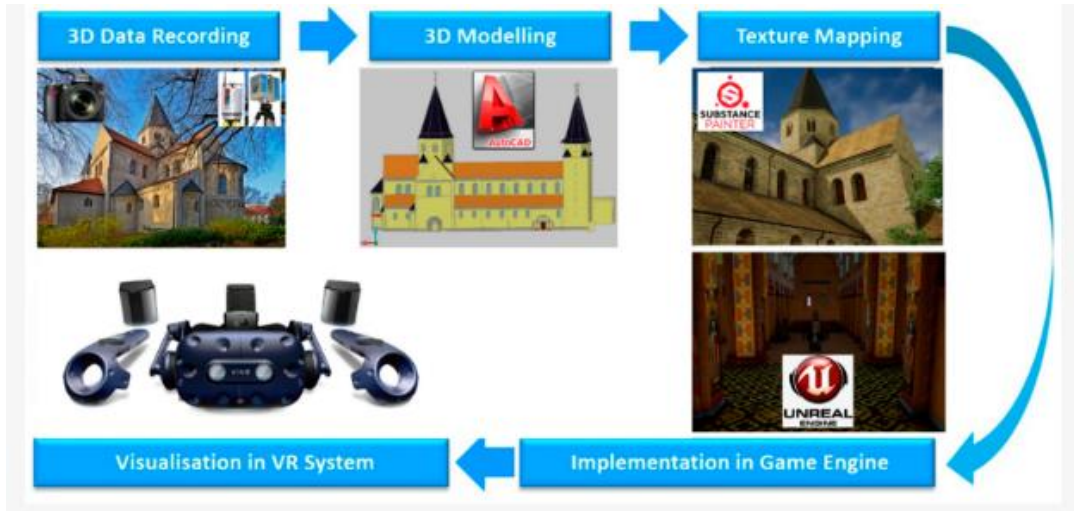 3D Data Recording
3D Modelling
Texture Mapping
AutoCAD
SUBSTANCE
PAINTER
VIVE
UNREAL
ENGINE
Visualisation in VR System
Implementation in Game Engine